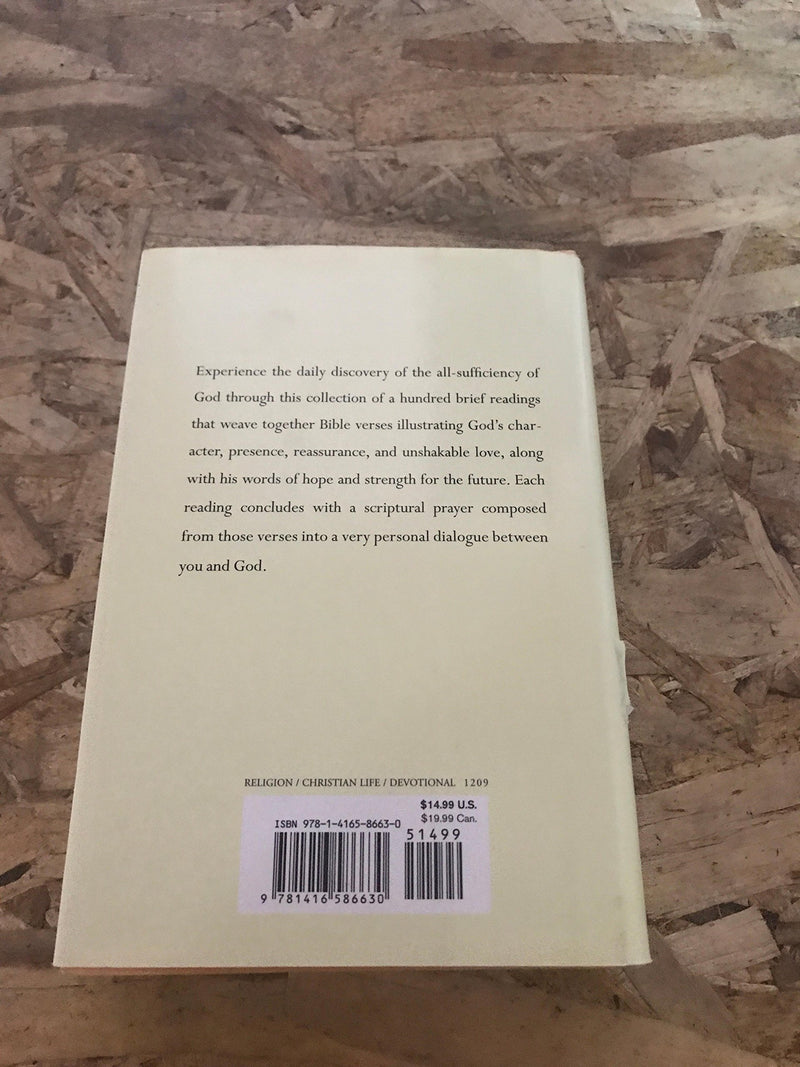 Experience the daily discovery of the all-sufficiency of
God through this collection of a hundred brief readings
that weave together Bible verses illustrating God's char-
acter, presence, reassurance, and unshakable love, along
with his words of hope and strength for the future. Each
reading concludes with a scriptural prayer composed
from those verses into a very personal dialogue between
you and God.
RELIGION / CHRISTIAN LIFE / DEVOTIONAL 1209
$14.99 U.S.
$19.99 Can.
ISBN 978-1-4165-8663-0
51499
9 781416 586630